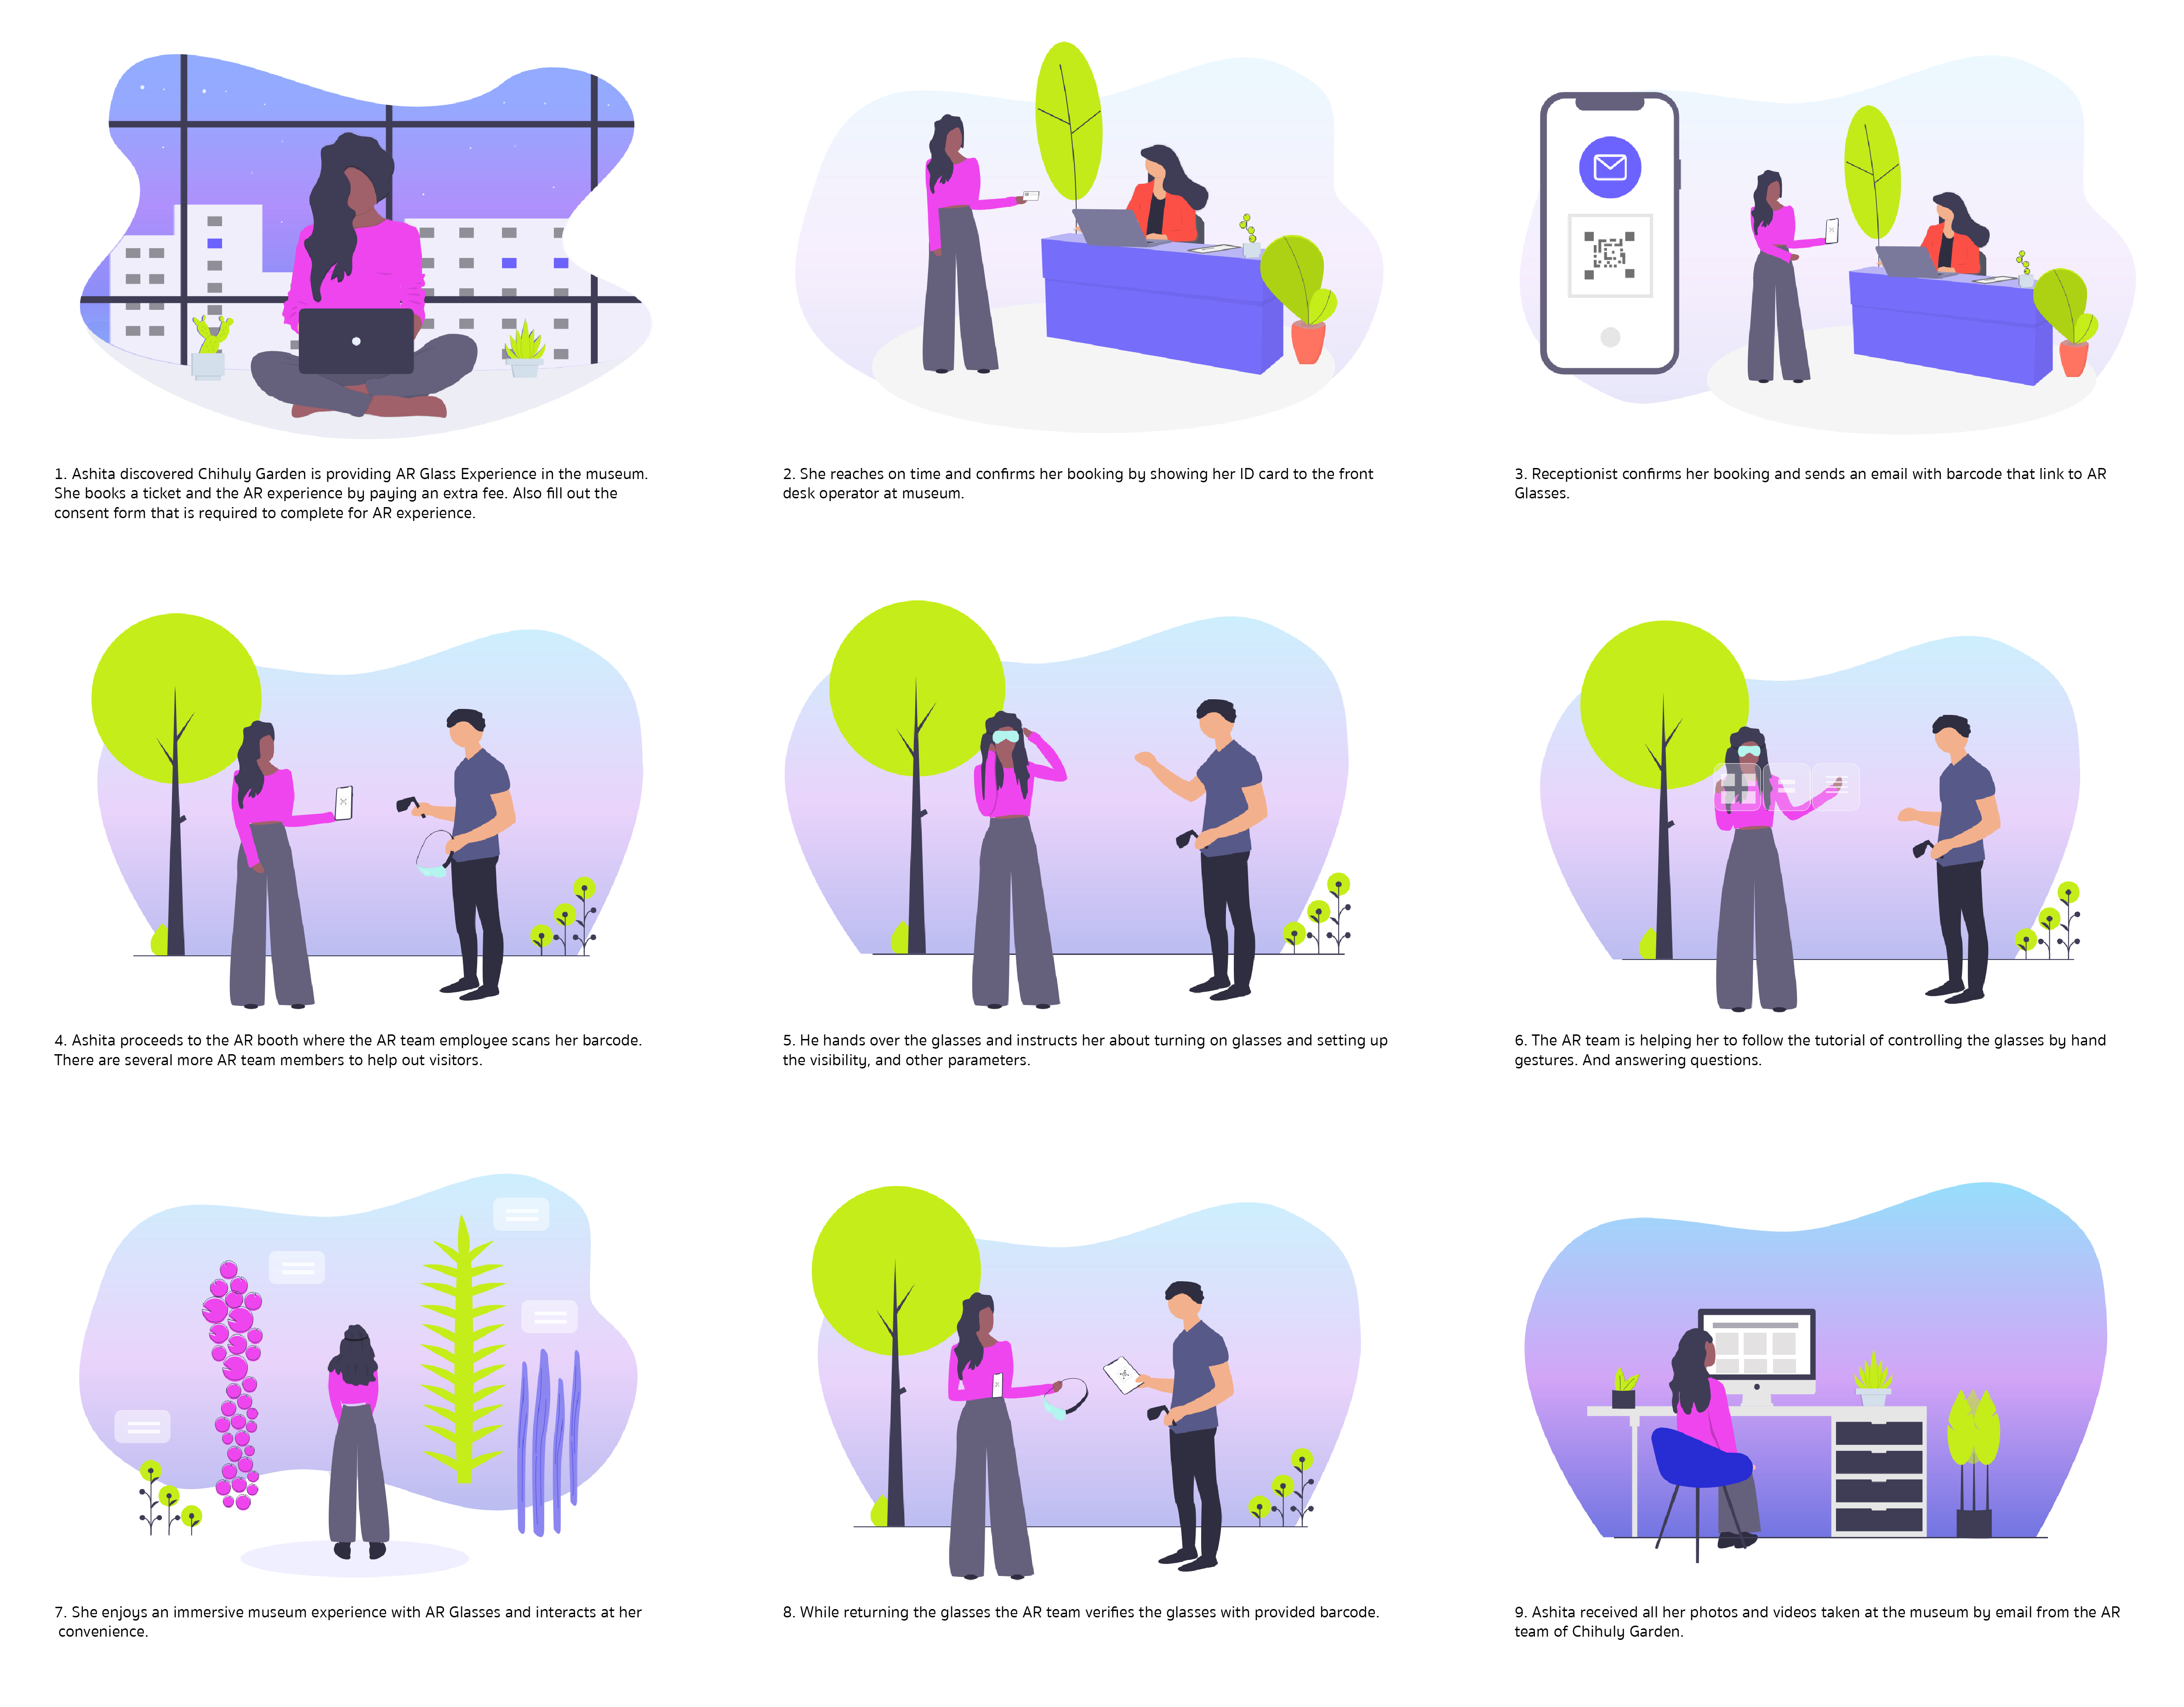 1. Ashita discovered Chihuly Garden is providing AR Glass Experience in the museum.
She books a ticket and the AR experience by paying an extra fee. Also fill out the
consent form that is required to complete for AR experience.
2. She reaches on time and confirms her booking by showing her ID card to the front
desk operator at museum.
3. Receptionist confirms her booking and sends an email with barcode that link to AR
Glasses.
4. Ashita proceeds to the AR booth where the AR team employee scans her barcode.
There are several more AR team members to help out visitors.
5. He hands over the glasses and instructs her about turning on glasses and setting up
the visibility, and other parameters.
6. The AR team is helping her to follow the tutorial of controlling the glasses by hand
gestures. And answering questions.
7. She enjoys an immersive museum experience with AR Glasses and interacts at her
convenience.
8. While returning the glasses the AR team verifies the glasses with provided barcode.
9. Ashita received all her photos and videos taken at the museum by email from the AR
team of Chihuly Garden.